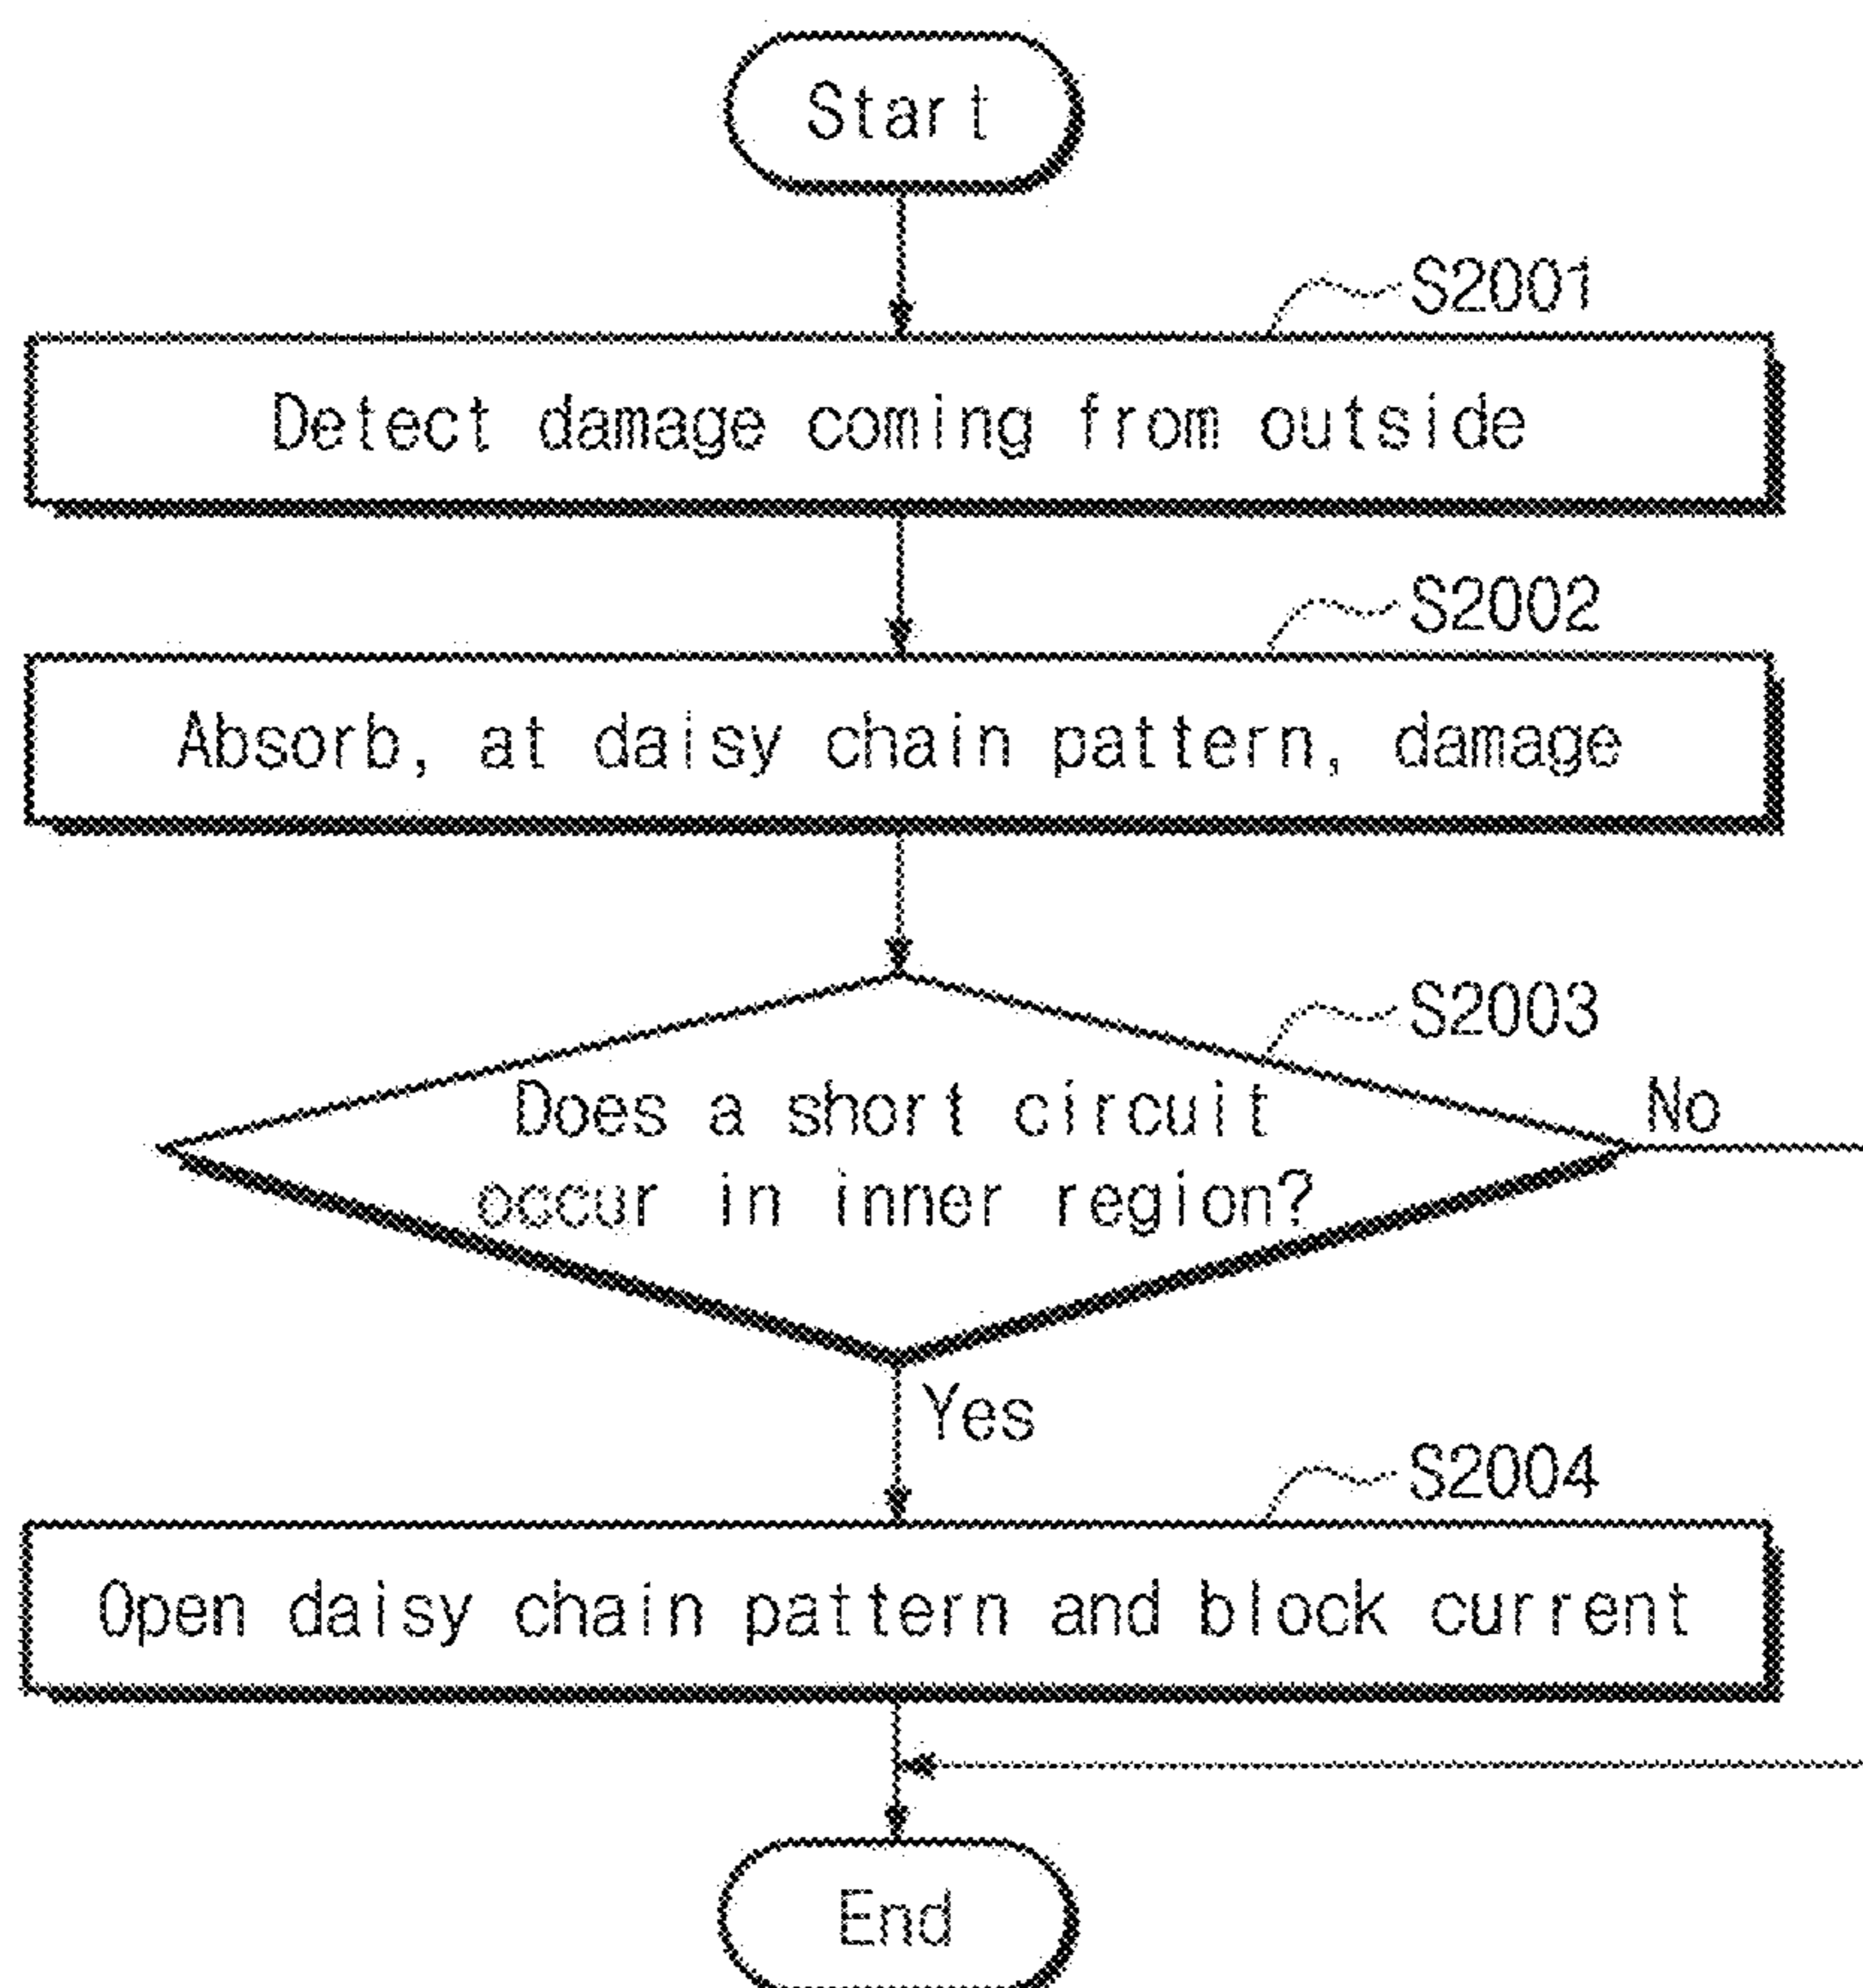 Start
S2001
Detect damage coming from outside
S2002
Absorb, at daisy chain pattern, damage
S2003
Does a short circuit
occur in inner region?
No
Yes
S2004
Open daisy chain pattern and block current
End